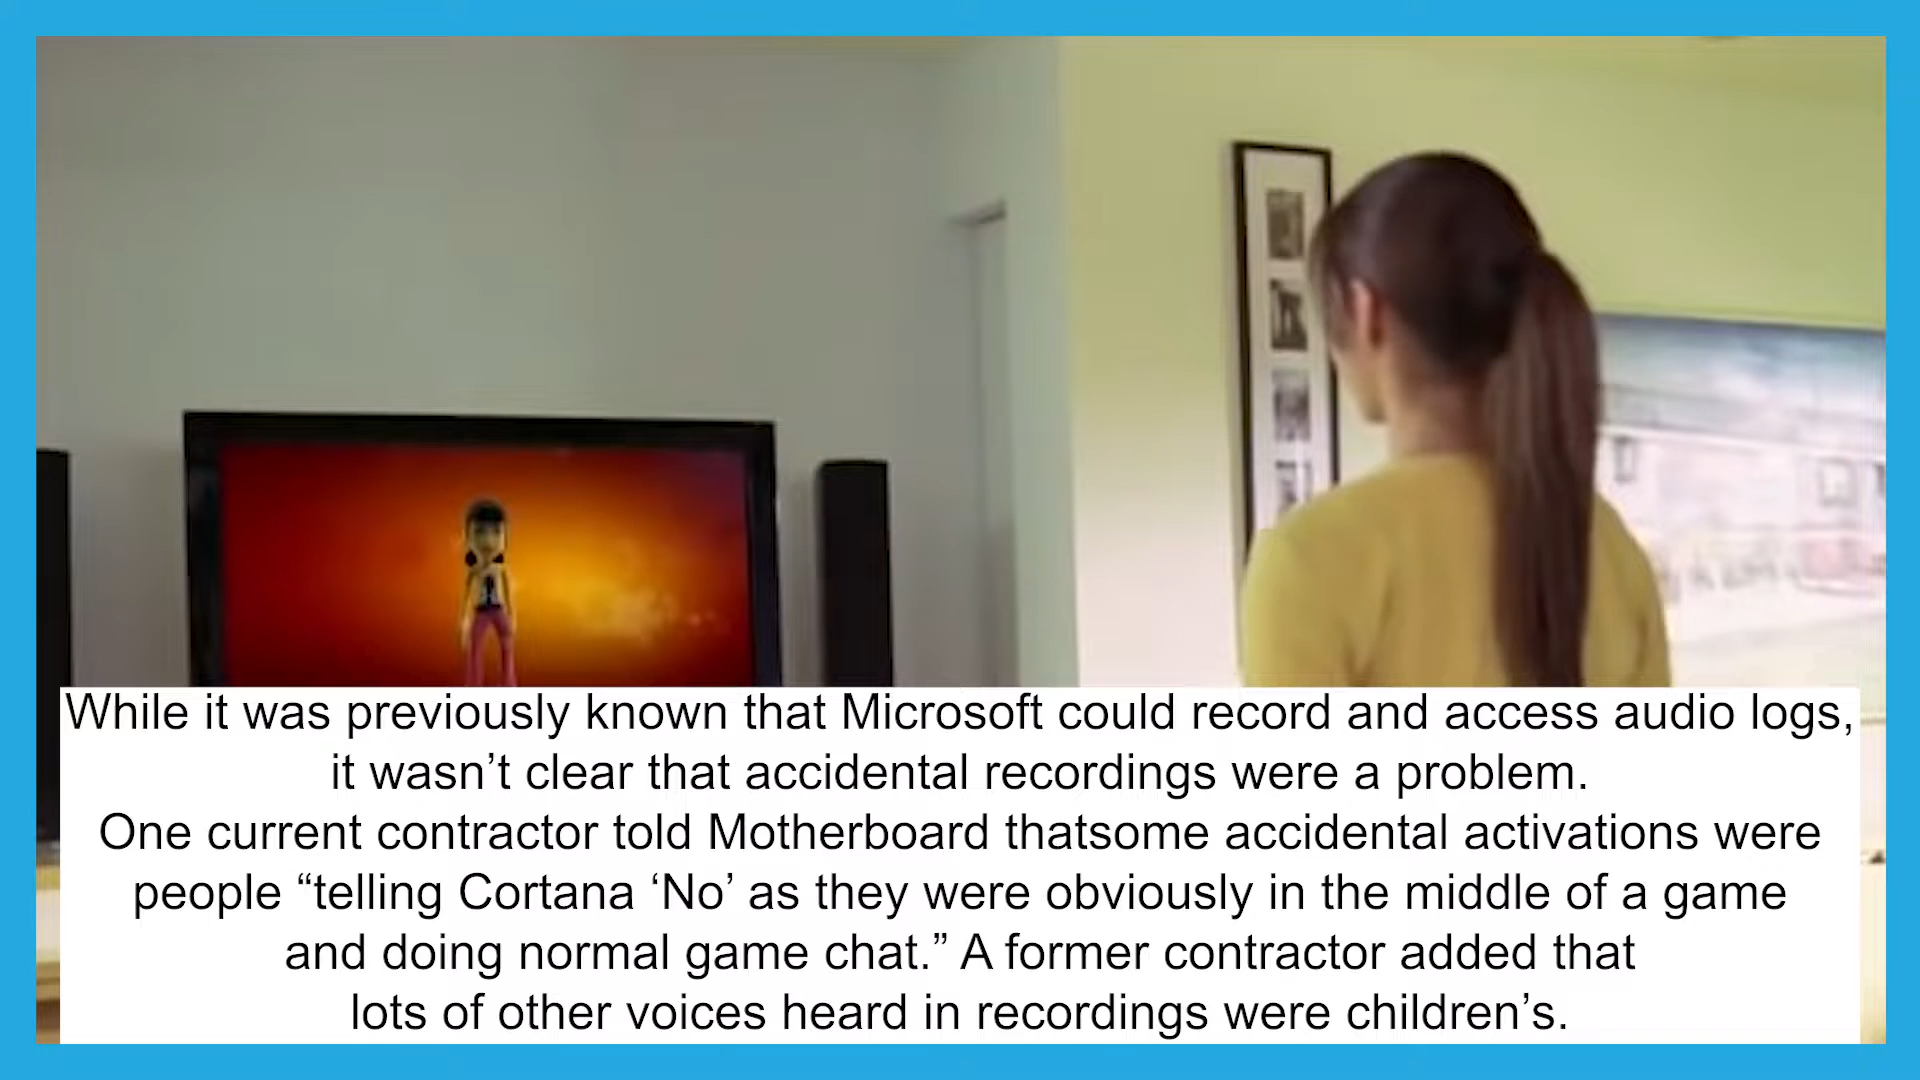 While it was previously known that Microsoft could record and access audio logs,
it wasn’t clear that accidental recordings were a problem.
One current contractor told Motherboard thatsome accidental activations were
people “telling Cortana ‘No’ as they were obviously in the middle of a game
and doing normal game chat.” A former contractor added that
lots of other voices heard in recordings were children’s.